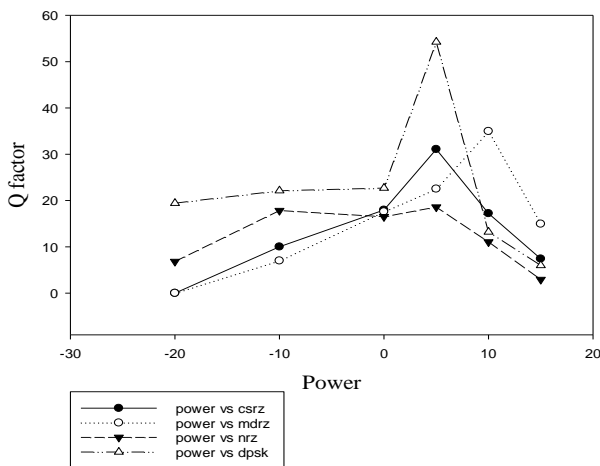 60
50
40
30
20
10
0
Q factor
-30 -20 -10 0 10 20
Power
power vs csrz
power vs mdrz
power vs nrz
power vs dpsk